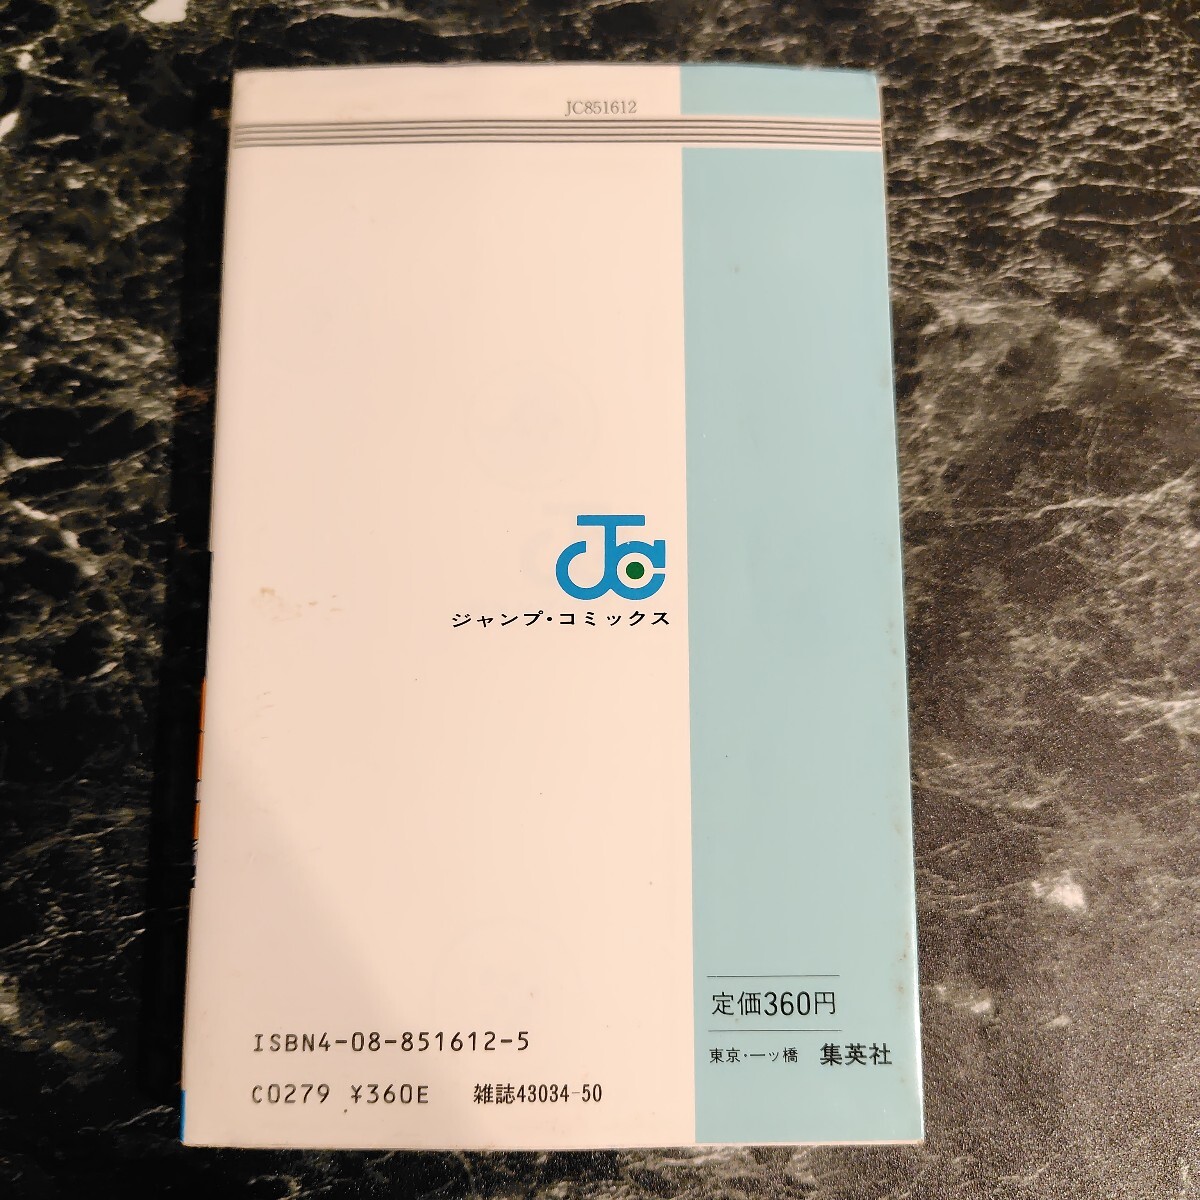 JC851612
JC
ジャンプ・コミックス
定価360円
東京・一ッ橋 集英社
ISBN4-08-851612-5
C0279 ¥360E 雑誌43034-50